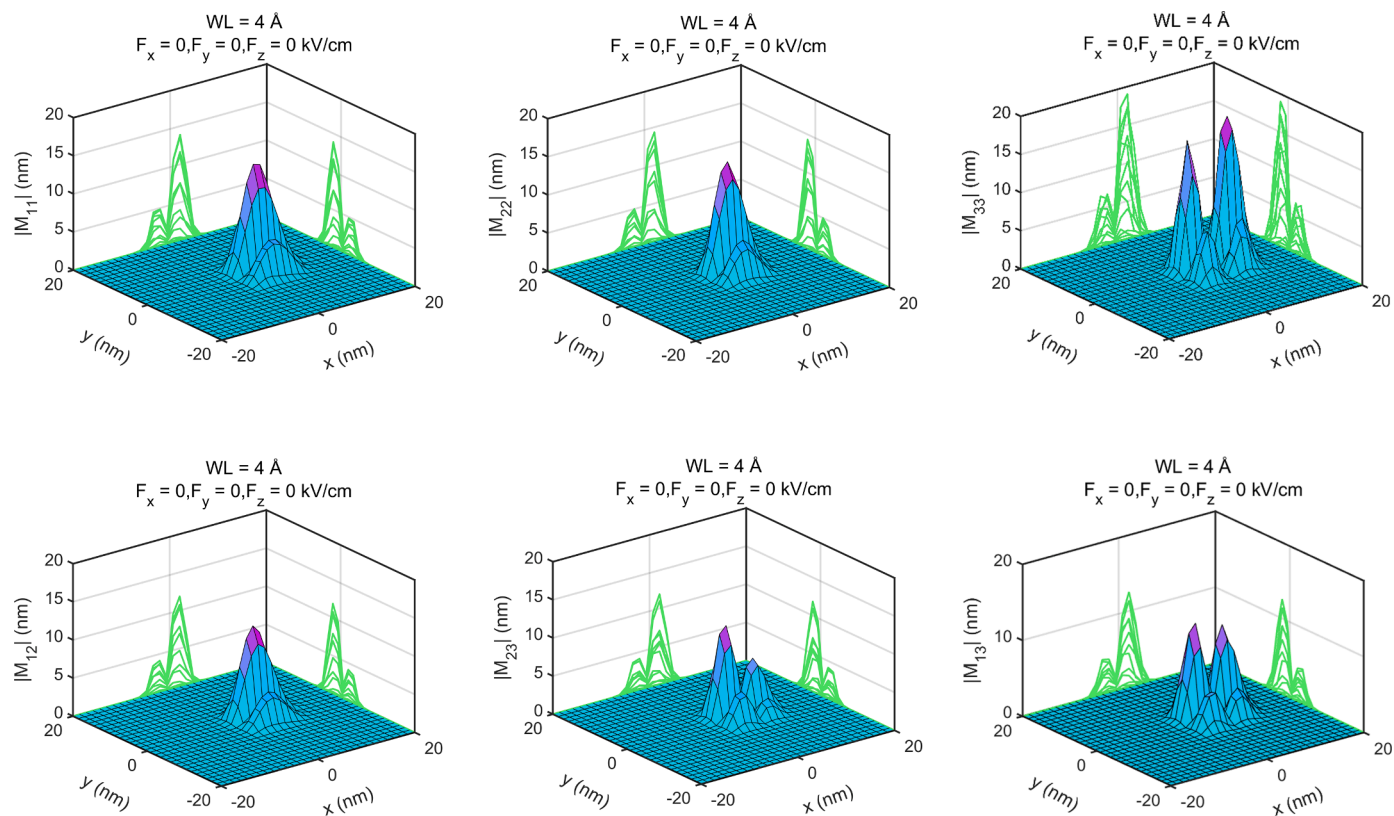 WL = 4 Å
F_x = 0,F_y = 0,F_z = 0 kV/cm
|M_11| (nm)
20
15
10
5
0
20
0
-20
y (nm)
-20
0
20
x (nm)
WL = 4 Å
F_x = 0,F_y = 0,F_z = 0 kV/cm
|M_22| (nm)
20
15
10
5
0
20
0
-20
y (nm)
-20
0
20
x (nm)
WL = 4 Å
F_x = 0,F_y = 0,F_z = 0 kV/cm
|M_33| (nm)
20
15
10
5
0
20
0
-20
y (nm)
-20
0
20
x (nm)
WL = 4 Å
F_x = 0,F_y = 0,F_z = 0 kV/cm
|M_12| (nm)
20
15
10
5
0
20
0
-20
y (nm)
-20
0
20
x (nm)
WL = 4 Å
F_x = 0,F_y = 0,F_z = 0 kV/cm
|M_23| (nm)
20
15
10
5
0
20
0
-20
y (nm)
-20
0
20
x (nm)
WL = 4 Å
F_x = 0,F_y = 0,F_z = 0 kV/cm
|M_13| (nm)
20
10
0
20
0
-20
y (nm)
-20
0
20
x (nm)